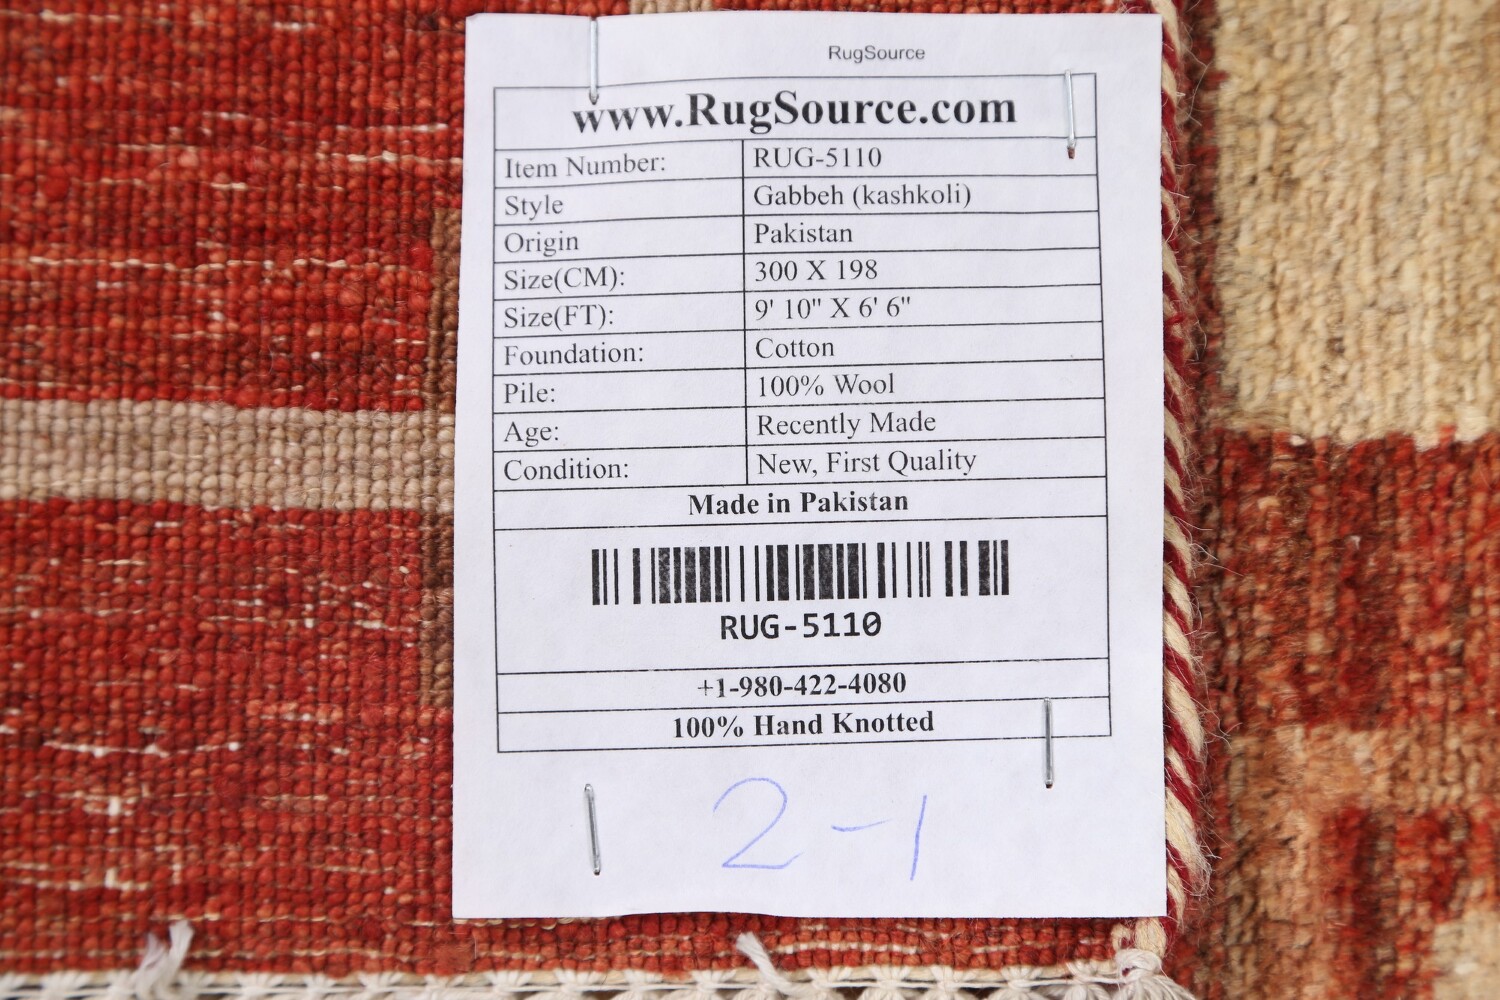 RugSource
www.RugSource.com
Item Number: RUG-5110
Style Gabbeh (kashkoli)
Origin Pakistan
Size(CM): 300 X 198
Size(FT): 9' 10" X 6' 6"
Foundation: Cotton
Pile: 100% Wool
Age: Recently Made
Condition: New, First Quality
Made in Pakistan
RUG-5110
+1-980-422-4080
100% Hand Knotted
2-1